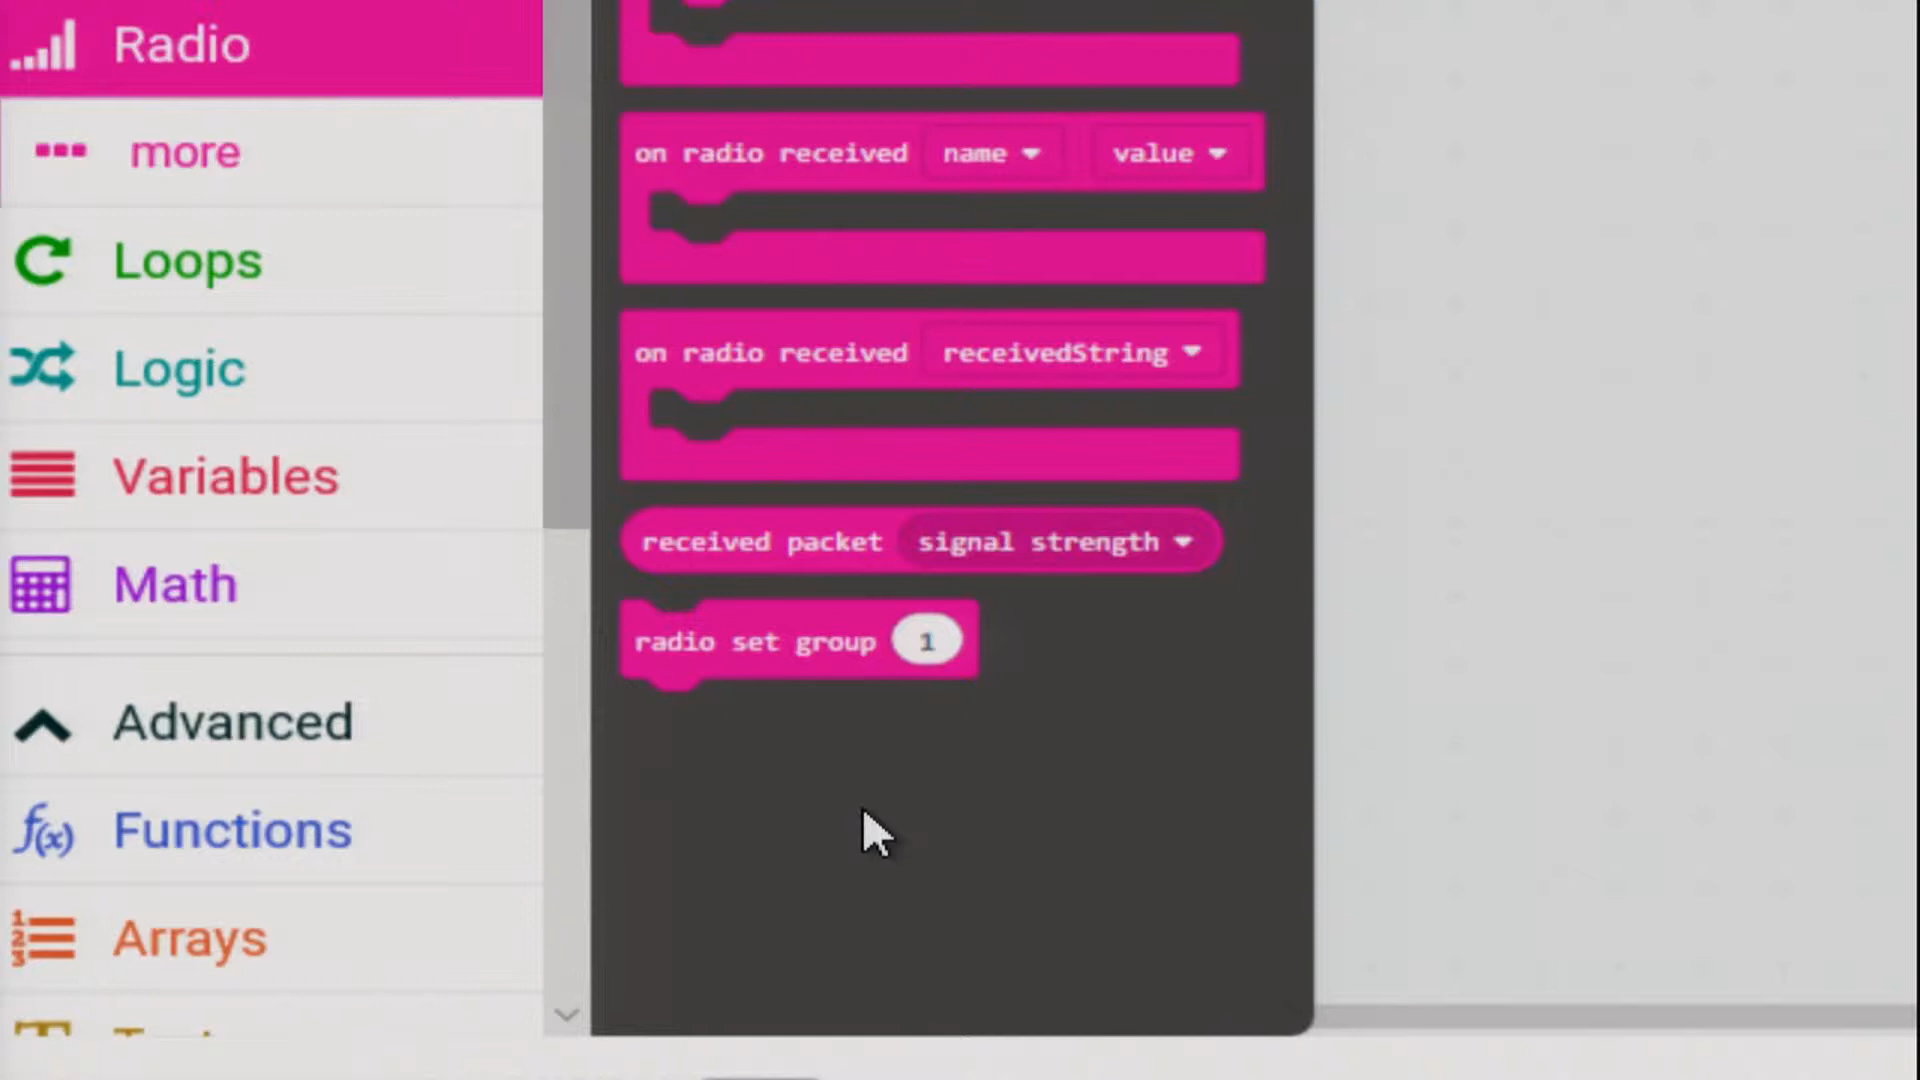 Radio
more
Loops
Logic
Variables
Math
Advanced
Functions
Arrays
on radio received name value
on radio received receivedString
received packet signal strength
radio set group 1